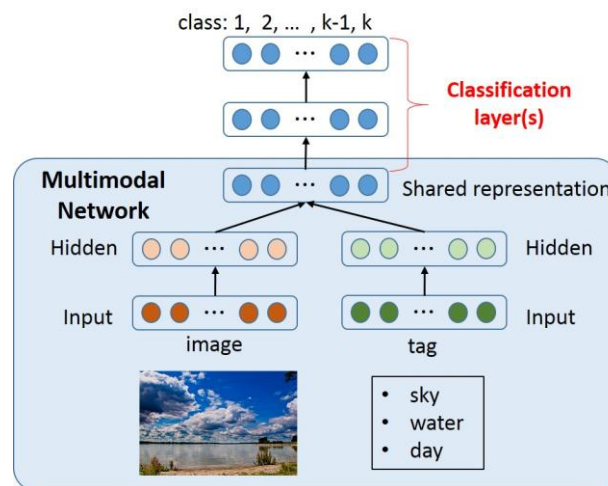 class: 1, 2, ... , k-1, k
...
Classification
layer(s)
...
...
Shared representation
Multimodal
Network
Hidden
...
...
Hidden
Input
...
...
Input
image
tag
• sky
• water
• day